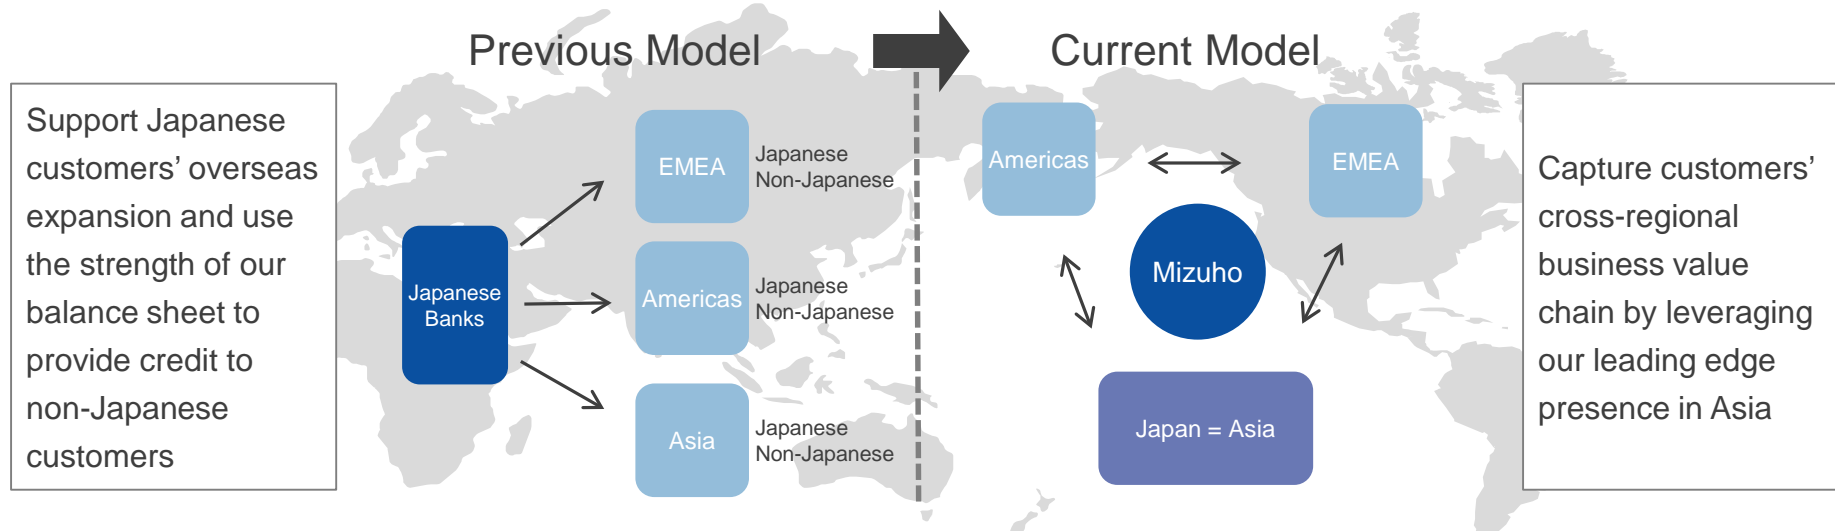 Previous Model
Current Model
Support Japanese
customers’ overseas
expansion and use
the strength of our
balance sheet to
provide credit to
non-Japanese
customers
Japanese
Banks
EMEA
Japanese
Non-Japanese
Americas
Japanese
Non-Japanese
Asia
Japanese
Non-Japanese
Americas
EMEA
Mizuho
Japan = Asia
Capture customers’
cross-regional
business value
chain by leveraging
our leading edge
presence in Asia